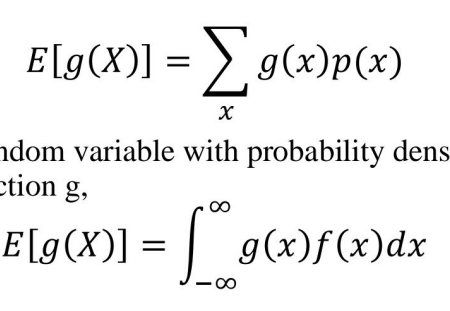 E[g(X)] = ∑ g(x)p(x)
x
ndom variable with probability dens
ction g,
E[g(X)] = ∫_{-∞}^{∞} g(x)f(x)dx